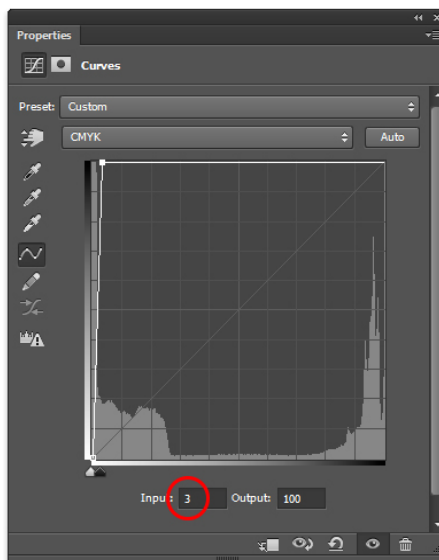 Properties
Curves
Preset: Custom
CMYK Auto
Input: 3 Output: 100